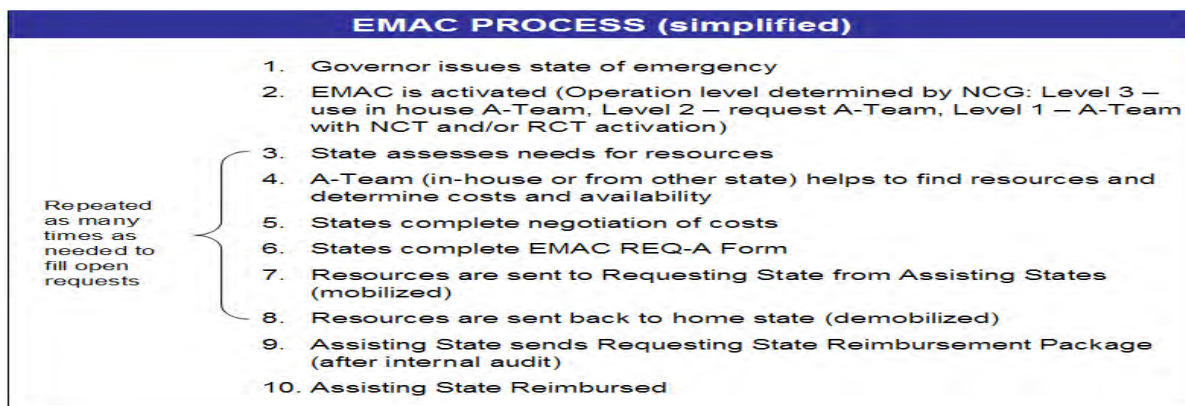 EMAC PROCESS (simplified)
1. Governor issues state of emergency
2. EMAC is activated (Operation level determined by NCG: Level 3 –
use in house A-Team, Level 2 – request A-Team, Level 1 – A-Team
with NCT and/or RCT activation)
3. State assesses needs for resources
4. A-Team (in-house or from other state) helps to find resources and
determine costs and availability
5. States complete negotiation of costs
6. States complete EMAC REQ-A Form
7. Resources are sent to Requesting State from Assisting States
(mobilized)
8. Resources are sent back to home state (demobilized)
9. Assisting State sends Requesting State Reimbursement Package
(after internal audit)
10. Assisting State Reimbursed
Repeated
as many
times as
needed to
fill open
requests